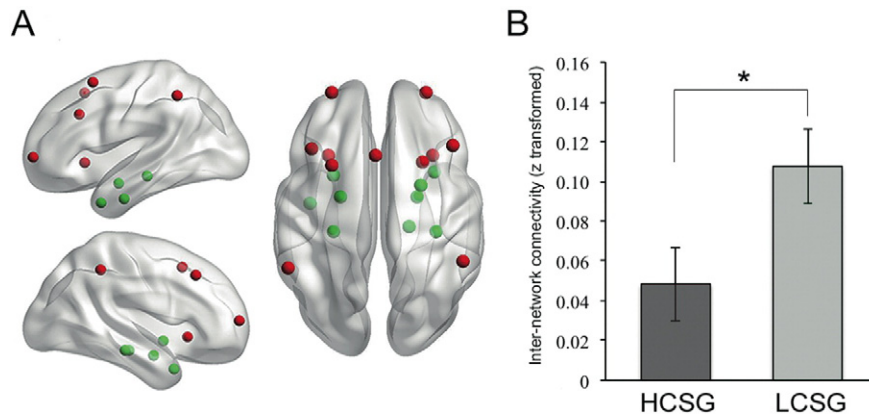 A
B
Inter-network connectivity (z transformed)
0.16
0.14
0.12
0.10
0.08
0.06
0.04
0.02
0
*
HCSG
LCSG